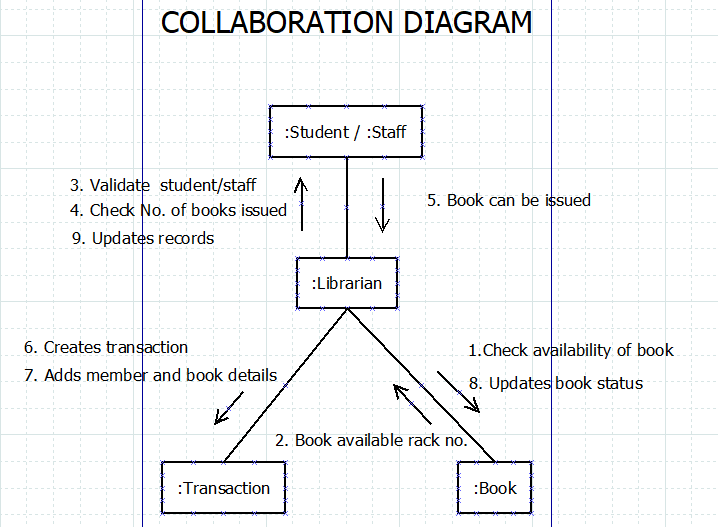 COLLABORATION DIAGRAM
:Student / :Staff
3. Validate  student/staff
4. Check No. of books issued
9. Updates records
5. Book can be issued
:Librarian
6. Creates transaction
7. Adds member and book details
1.Check availability of book
8. Updates book status
2. Book available rack no.
:Transaction
:Book